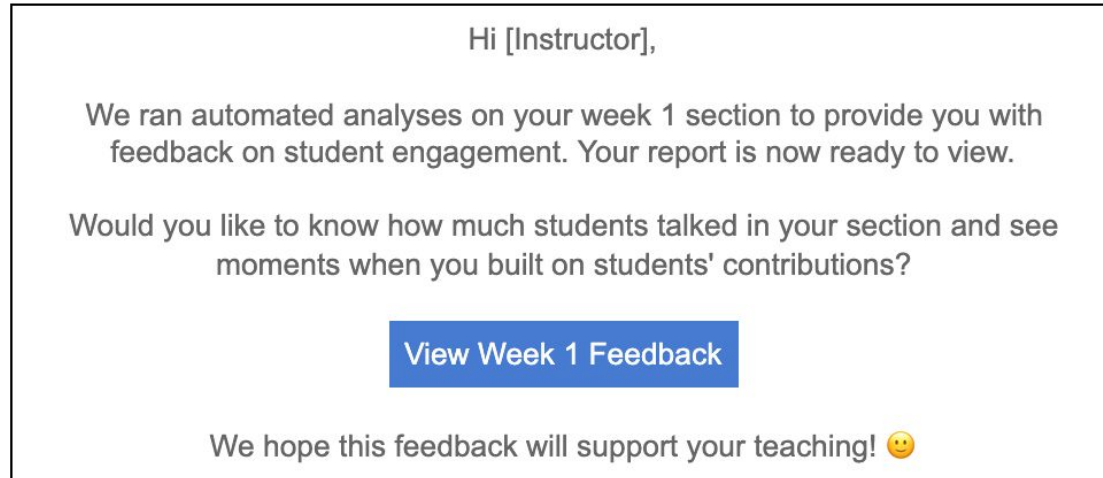 Hi [Instructor],
We ran automated analyses on your week 1 section to provide you with
feedback on student engagement. Your report is now ready to view.
Would you like to know how much students talked in your section and see
moments when you built on students' contributions?
View Week 1 Feedback
We hope this feedback will support your teaching! 🙂